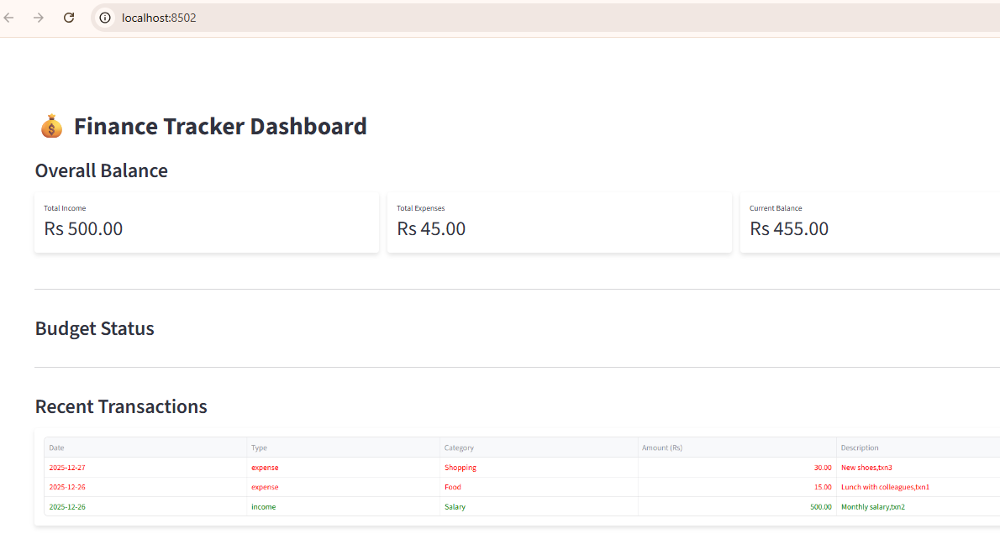 localhost:8502
Finance Tracker Dashboard
Overall Balance
Total Income Total Expenses Current Balance
Rs 500.00 Rs 45.00 Rs 455.00
Budget Status
Recent Transactions
Date Type Category Amount (Rs) Description
2025-12-27 expense Shopping 30.00 New shoes,txn3
2025-12-26 expense Food 15.00 Lunch with colleagues,txn1
2025-12-26 income Salary 500.00 Monthly salary,txn2